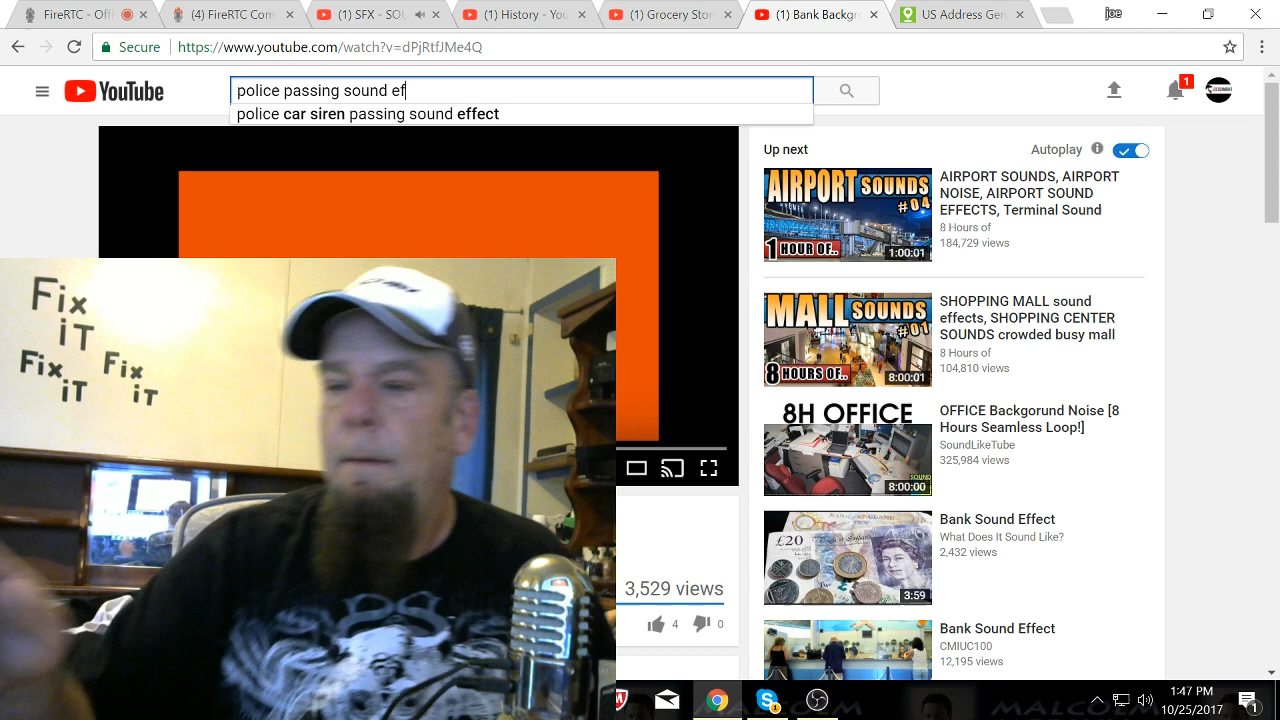 FireRTC - Offi
(4) FireRTC Com
(1) SFX - SOU
(1) History - You
(1) Grocery Store
(1) Bank Backgr
US Address Gen
joe
Secure
https://www.youtube.com/watch?v=dPjRtfJMe4Q
YouTube
police passing sound ef
police car siren passing sound effect
1
Up next
Autoplay
AIRPORT SOUNDS
#04
1 HOUR OF..
1:00:01
AIRPORT SOUNDS, AIRPORT
NOISE, AIRPORT SOUND
EFFECTS, Terminal Sound
8 Hours of
184,729 views
MALL SOUNDS
#01
8 HOURS OF..
8:00:01
SHOPPING MALL sound
effects, SHOPPING CENTER
SOUNDS crowded busy mall
8 Hours of
104,810 views
8H OFFICE
SOUND
8:00:00
OFFICE Backgorund Noise [8
Hours Seamless Loop!]
SoundLikeTube
325,984 views
£20
3:59
Bank Sound Effect
What Does It Sound Like?
2,432 views
Bank Sound Effect
CMIUC100
12,195 views
Fix
iT
Fix
iT
Fix
iT
3,529 views
4
0
1:47 PM
10/25/2017